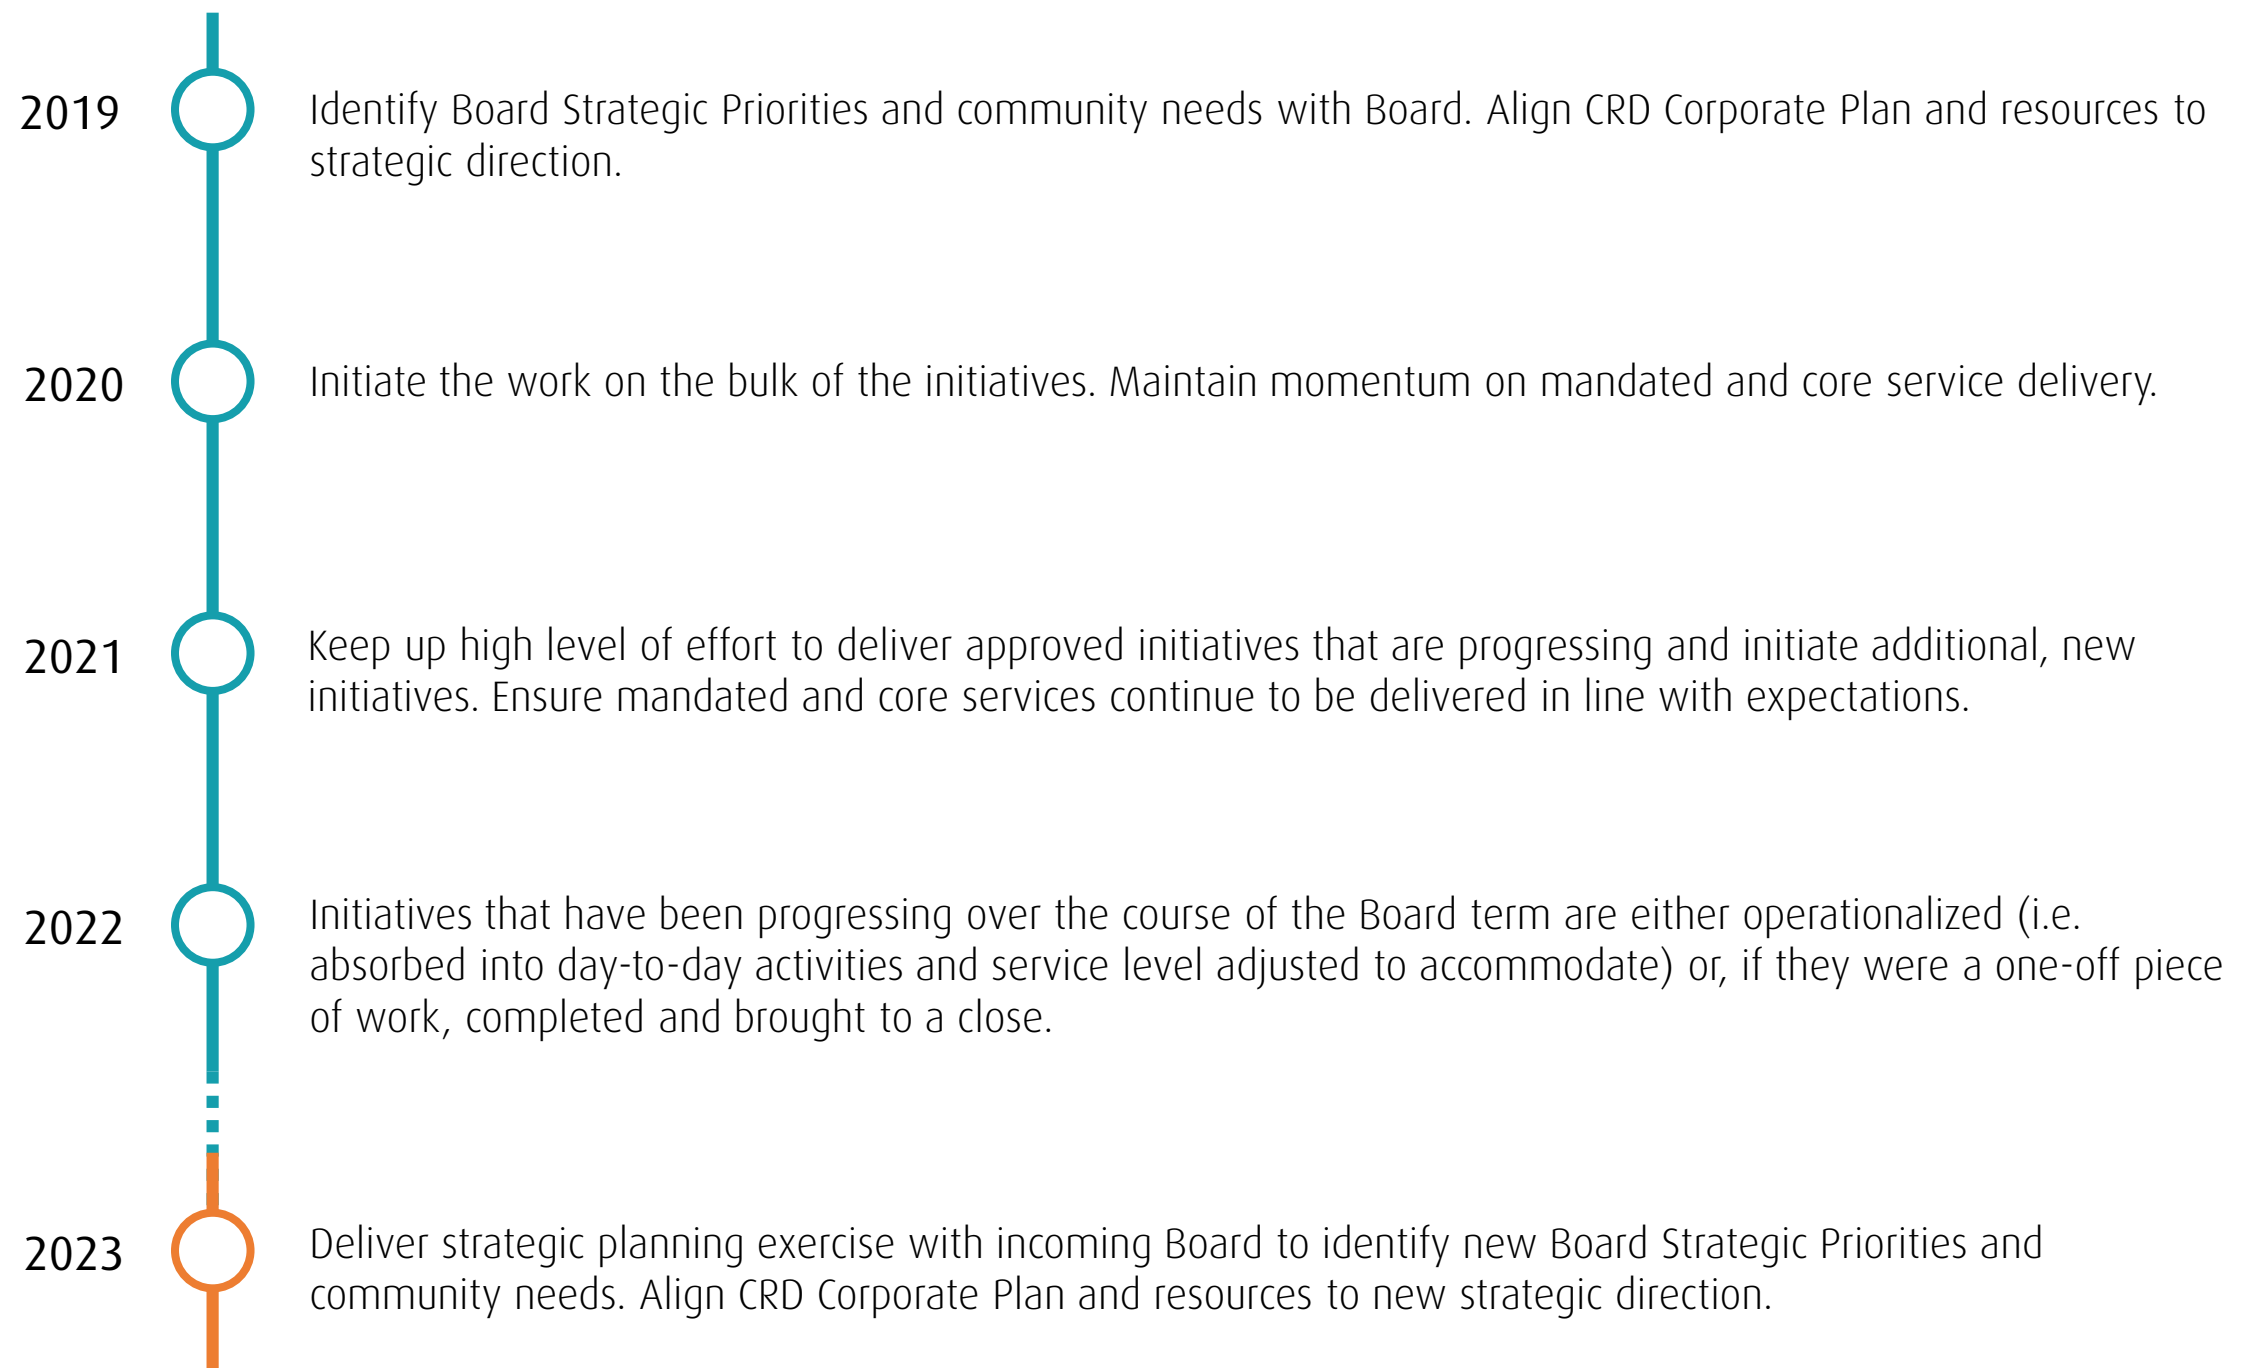 2019
Identify Board Strategic Priorities and community needs with Board. Align CRD Corporate Plan and resources to
strategic direction.
2020
Initiate the work on the bulk of the initiatives. Maintain momentum on mandated and core service delivery.
2021
Keep up high level of effort to deliver approved initiatives that are progressing and initiate additional, new
initiatives. Ensure mandated and core services continue to be delivered in line with expectations.
2022
Initiatives that have been progressing over the course of the Board term are either operationalized (i.e.
absorbed into day-to-day activities and service level adjusted to accommodate) or, if they were a one-off piece
of work, completed and brought to a close.
2023
Deliver strategic planning exercise with incoming Board to identify new Board Strategic Priorities and
community needs. Align CRD Corporate Plan and resources to new strategic direction.